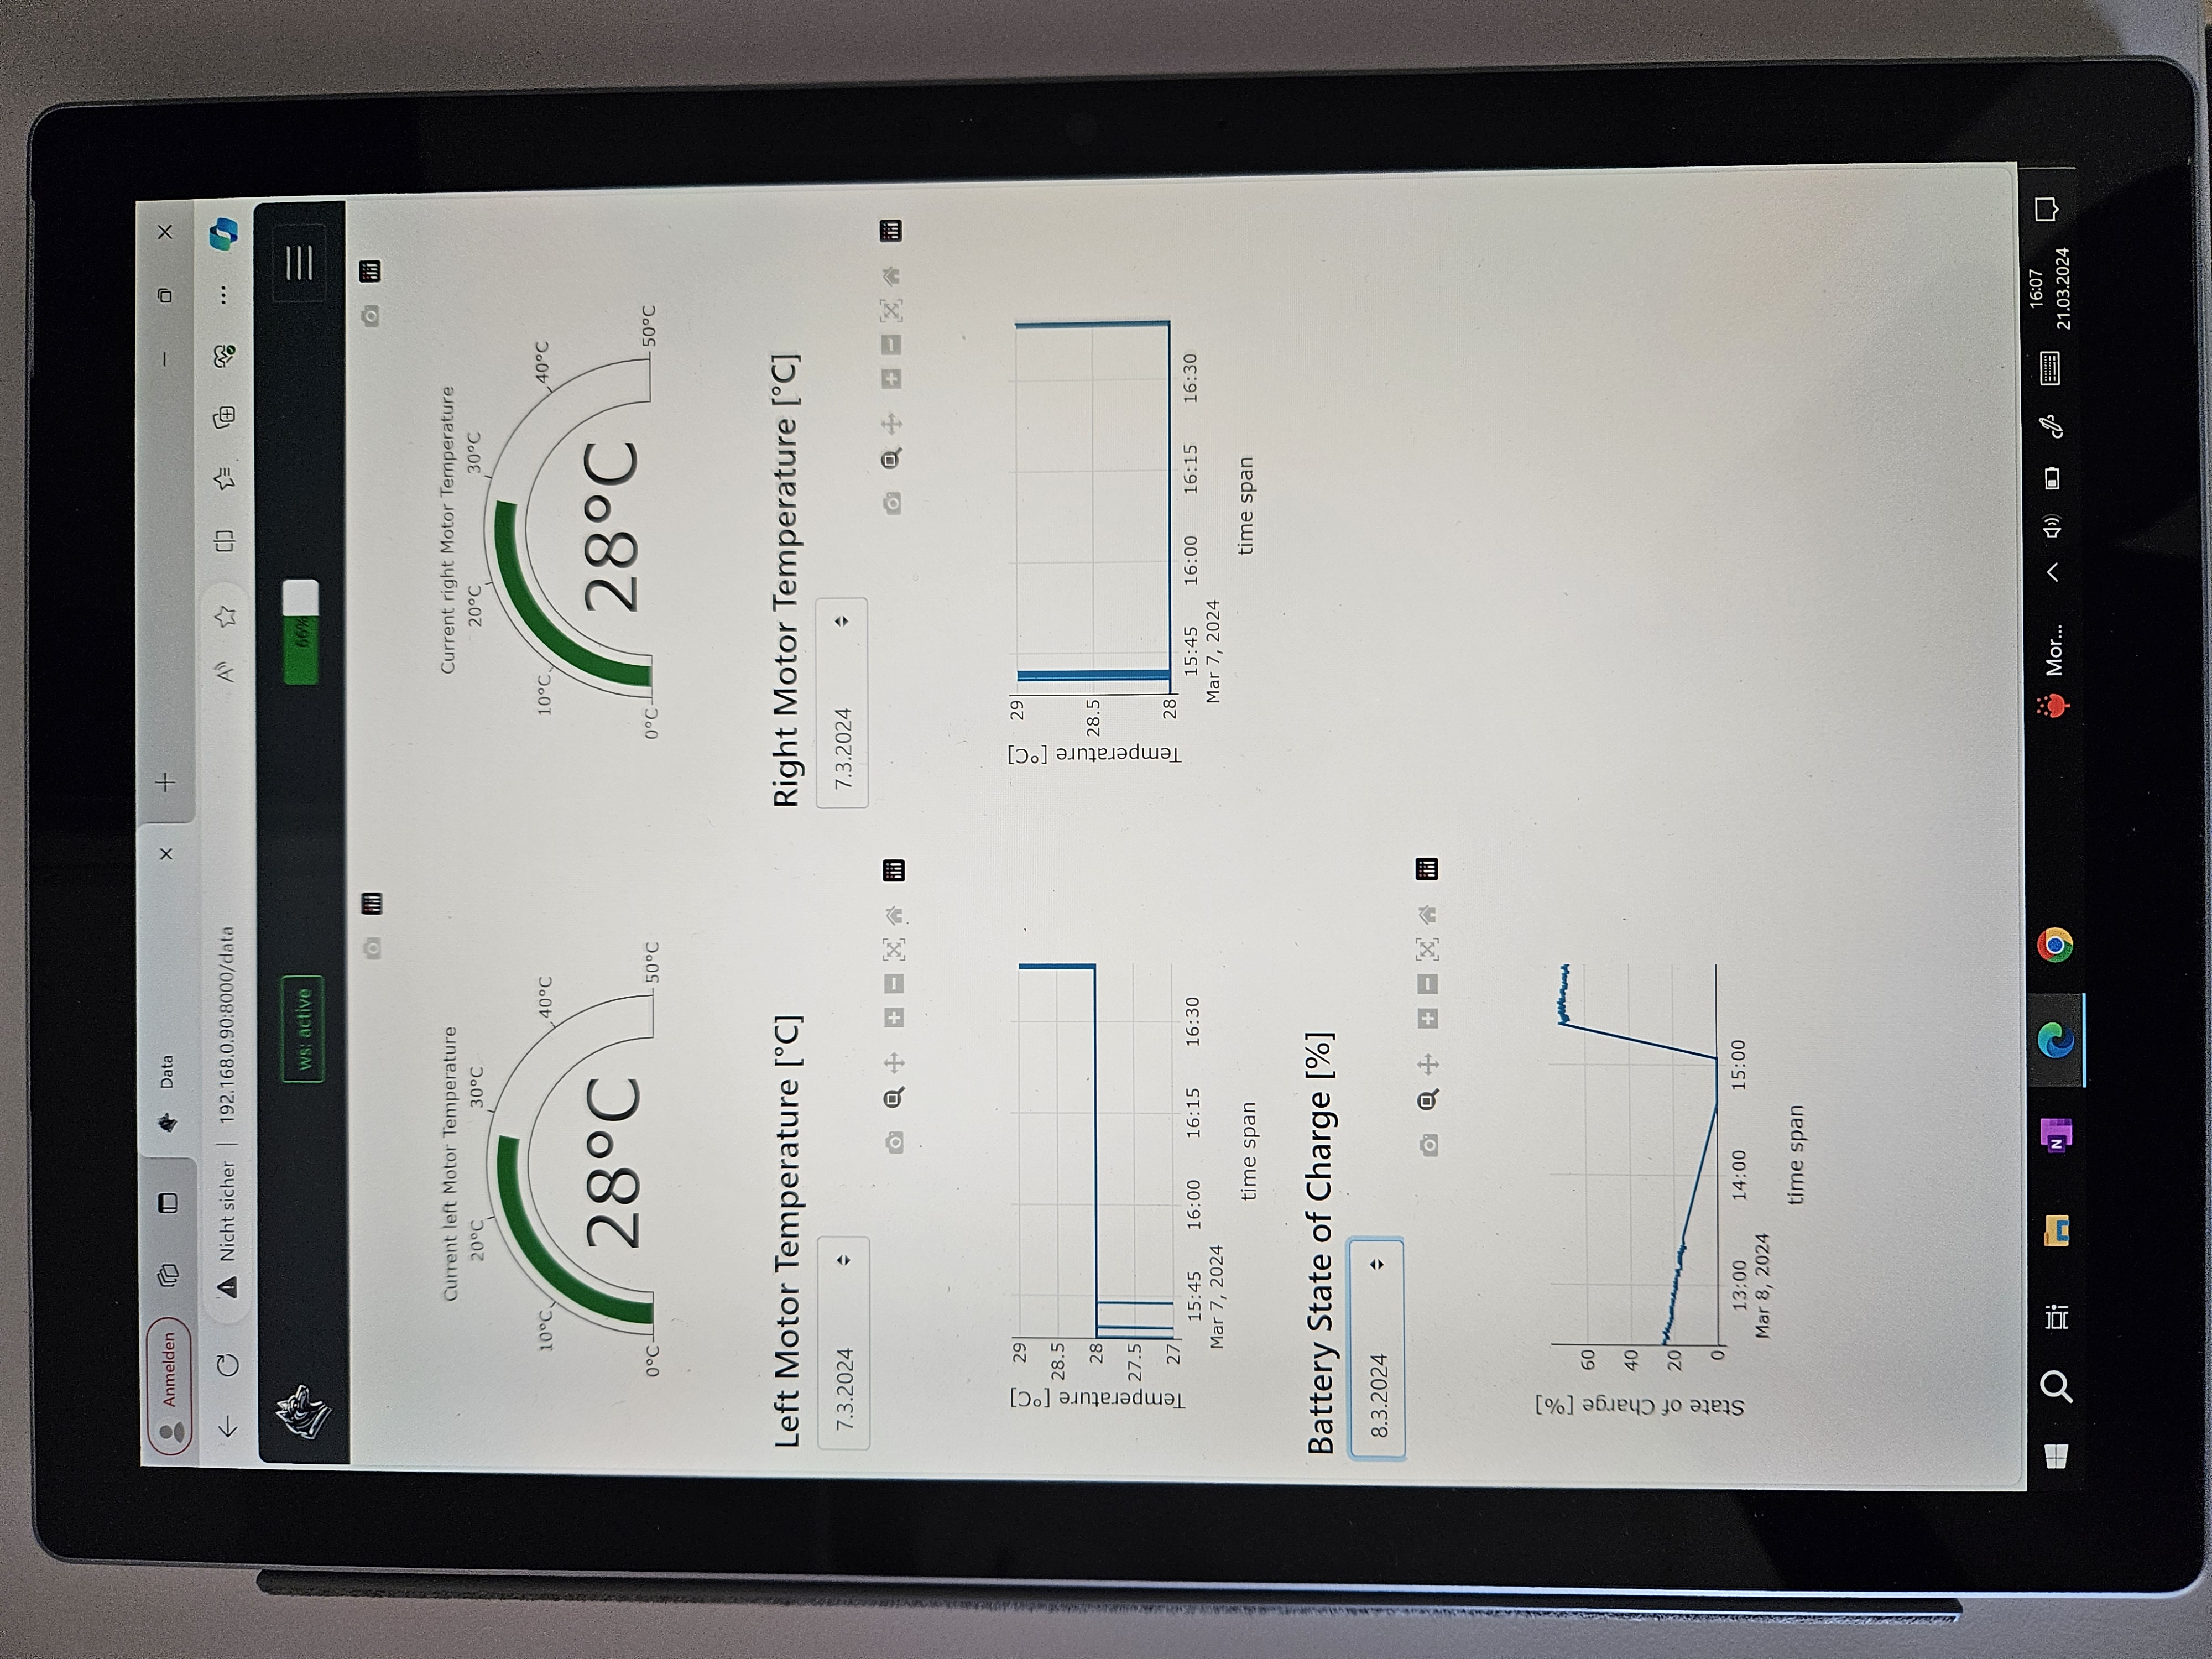 Anmelden
Data
Nicht sicher | 192.168.0.90:8000/data
ws: active
66%
Current left Motor Temperature
0°C
10°C
20°C
30°C
40°C
50°C
28°C
Current right Motor Temperature
0°C
10°C
20°C
30°C
40°C
50°C
28°C
Left Motor Temperature [°C]
7.3.2024
Temperature [°C]
29
28.5
28
27.5
27
15:45 16:00 16:15 16:30
Mar 7, 2024
time span
Right Motor Temperature [°C]
7.3.2024
Temperature [°C]
29
28.5
28
15:45 16:00 16:15 16:30
Mar 7, 2024
time span
Battery State of Charge [%]
8.3.2024
State of Charge [%]
60
40
20
0
13:00 14:00 15:00
Mar 8, 2024
time span
N
Mor...
16:07
21.03.2024